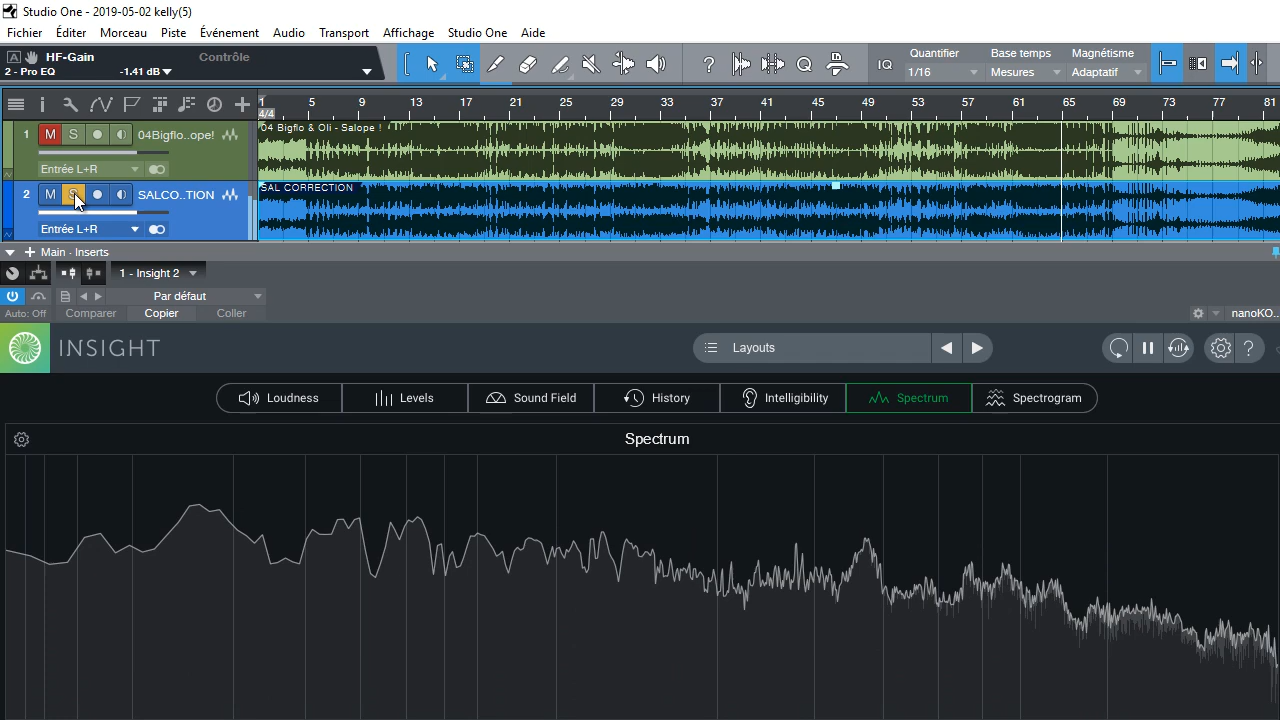 Studio One - 2019-05-02 kelly(5)
Fichier Éditer Morceau Piste Événement Audio Transport Affichage Studio One Aide
A HF-Gain Contrôle
2 - Pro EQ -1.41 dB
? Q IQ
Quantifier Base temps Magnétisme
1/16 Mesures Adaptatif
1 5 9 13 17 21 25 29 33 37 41 45 49 53 57 61 65 69 73 77 81
4/4
1 M S 04Bigflo..ope!
04 Bigflo & Oli - Salope !
Entrée L+R
2 M S SALCO..TION
SAL CORRECTION
Entrée L+R
Main - Inserts
1 - Insight 2
Par défaut
Auto: Off Comparer Copier Coller nanoKO..
INSIGHT Layouts ?
Loudness Levels Sound Field History Intelligibility Spectrum Spectrogram
Spectrum